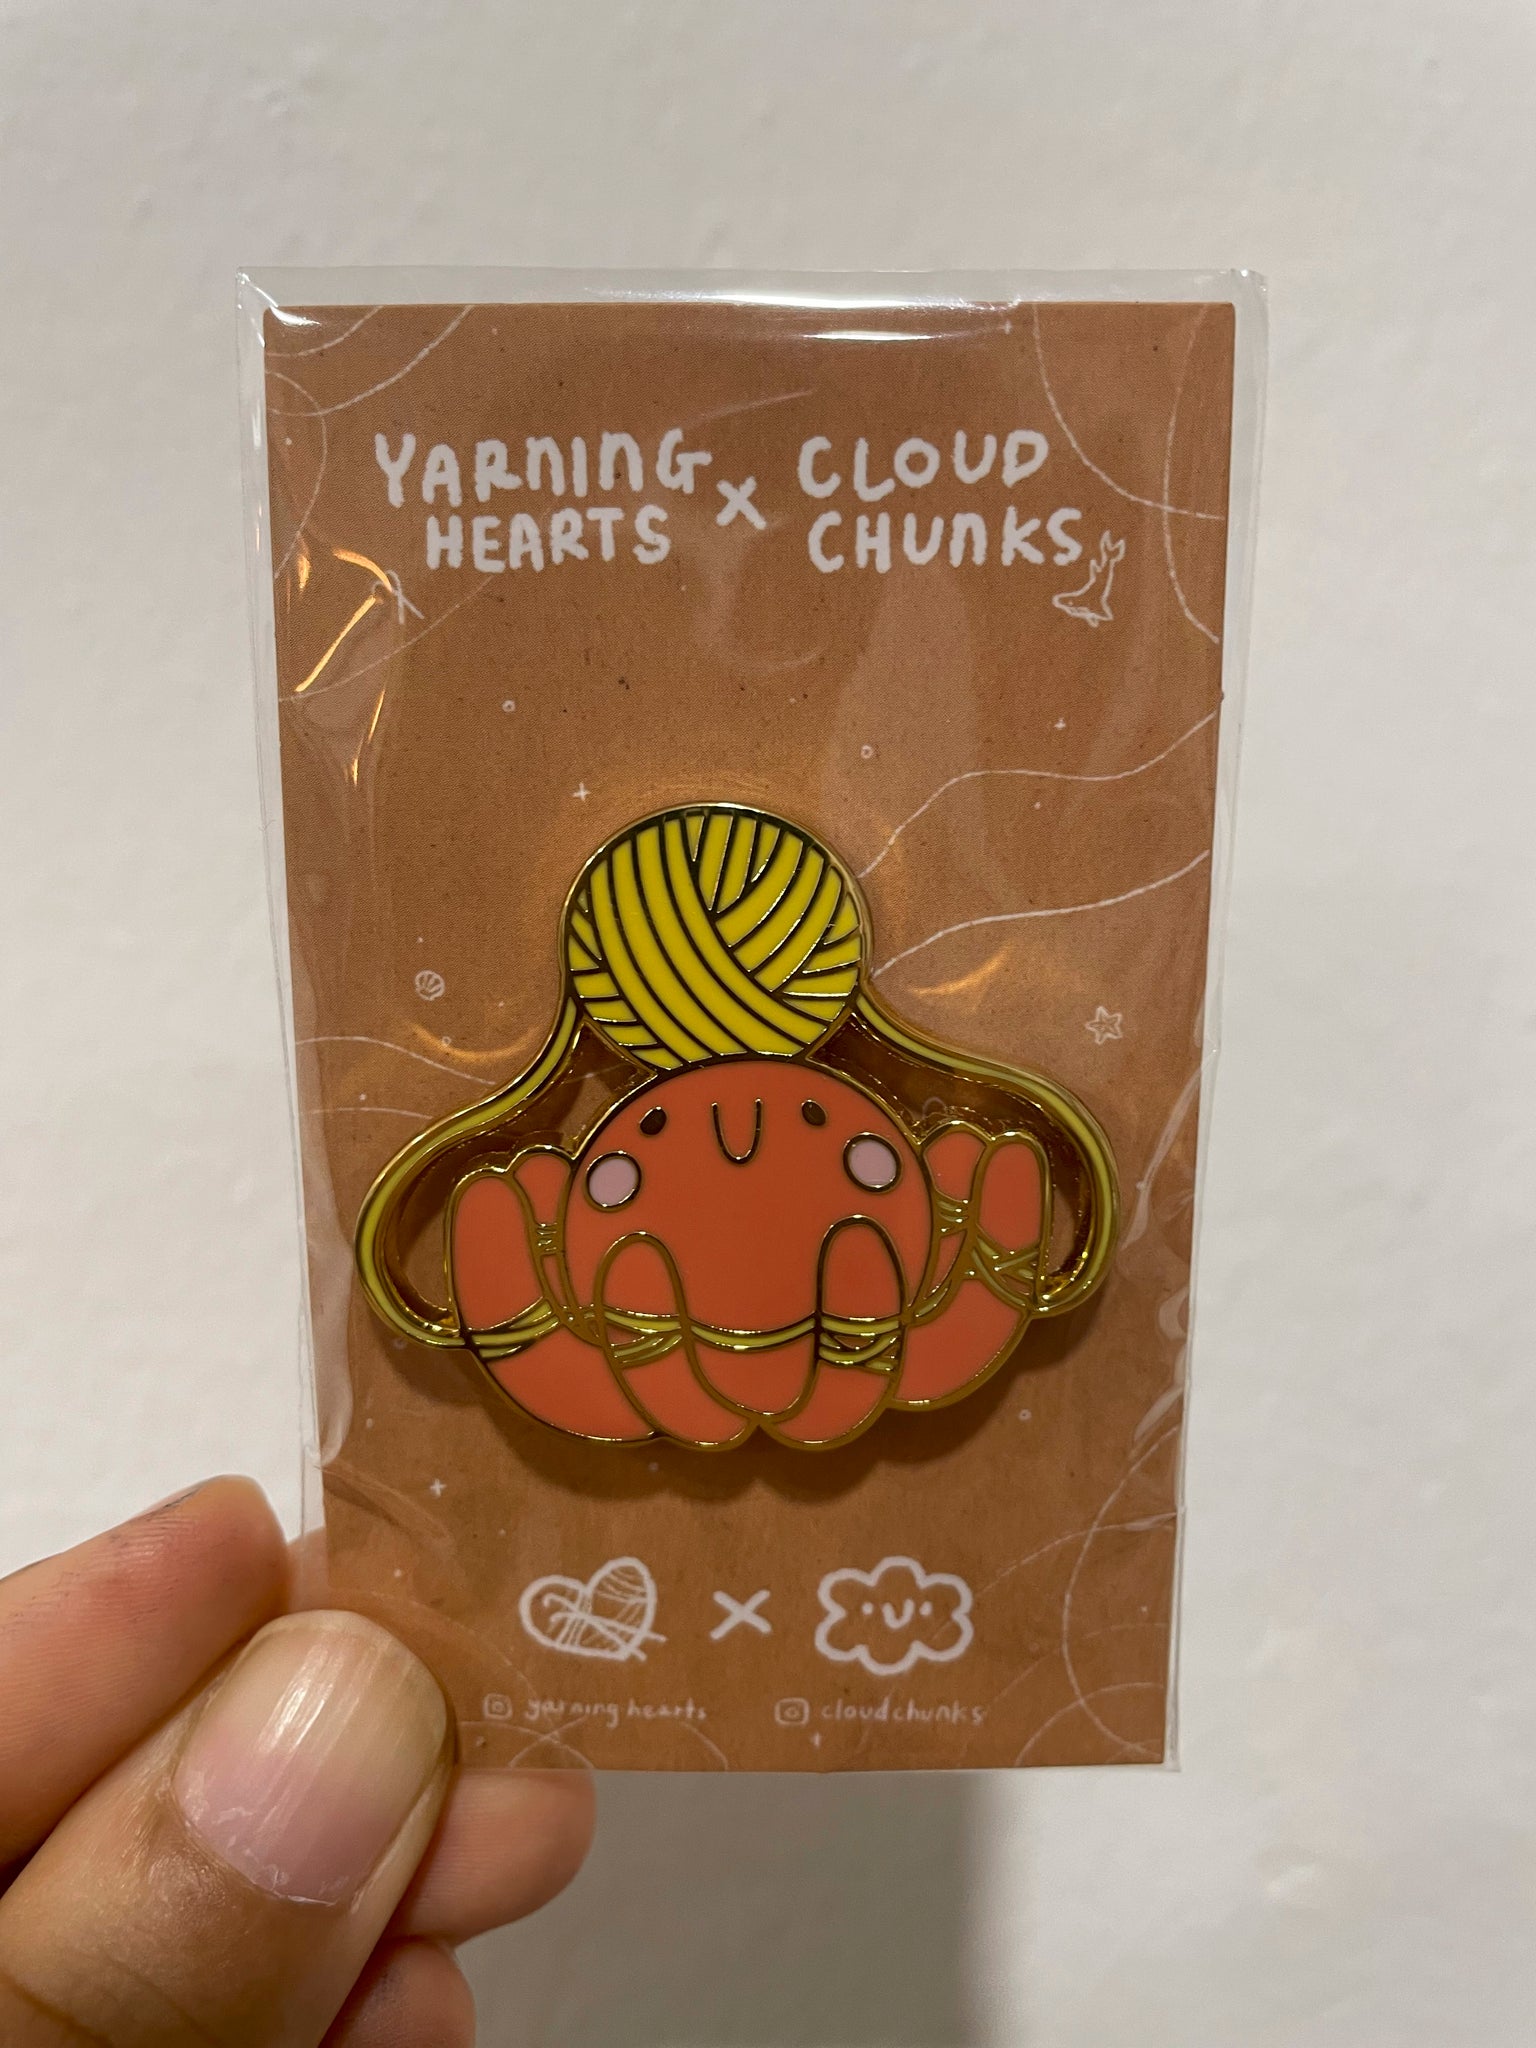 YARNING HEARTS x CLOUD CHUNKS
x
yarning.hearts cloudchunks